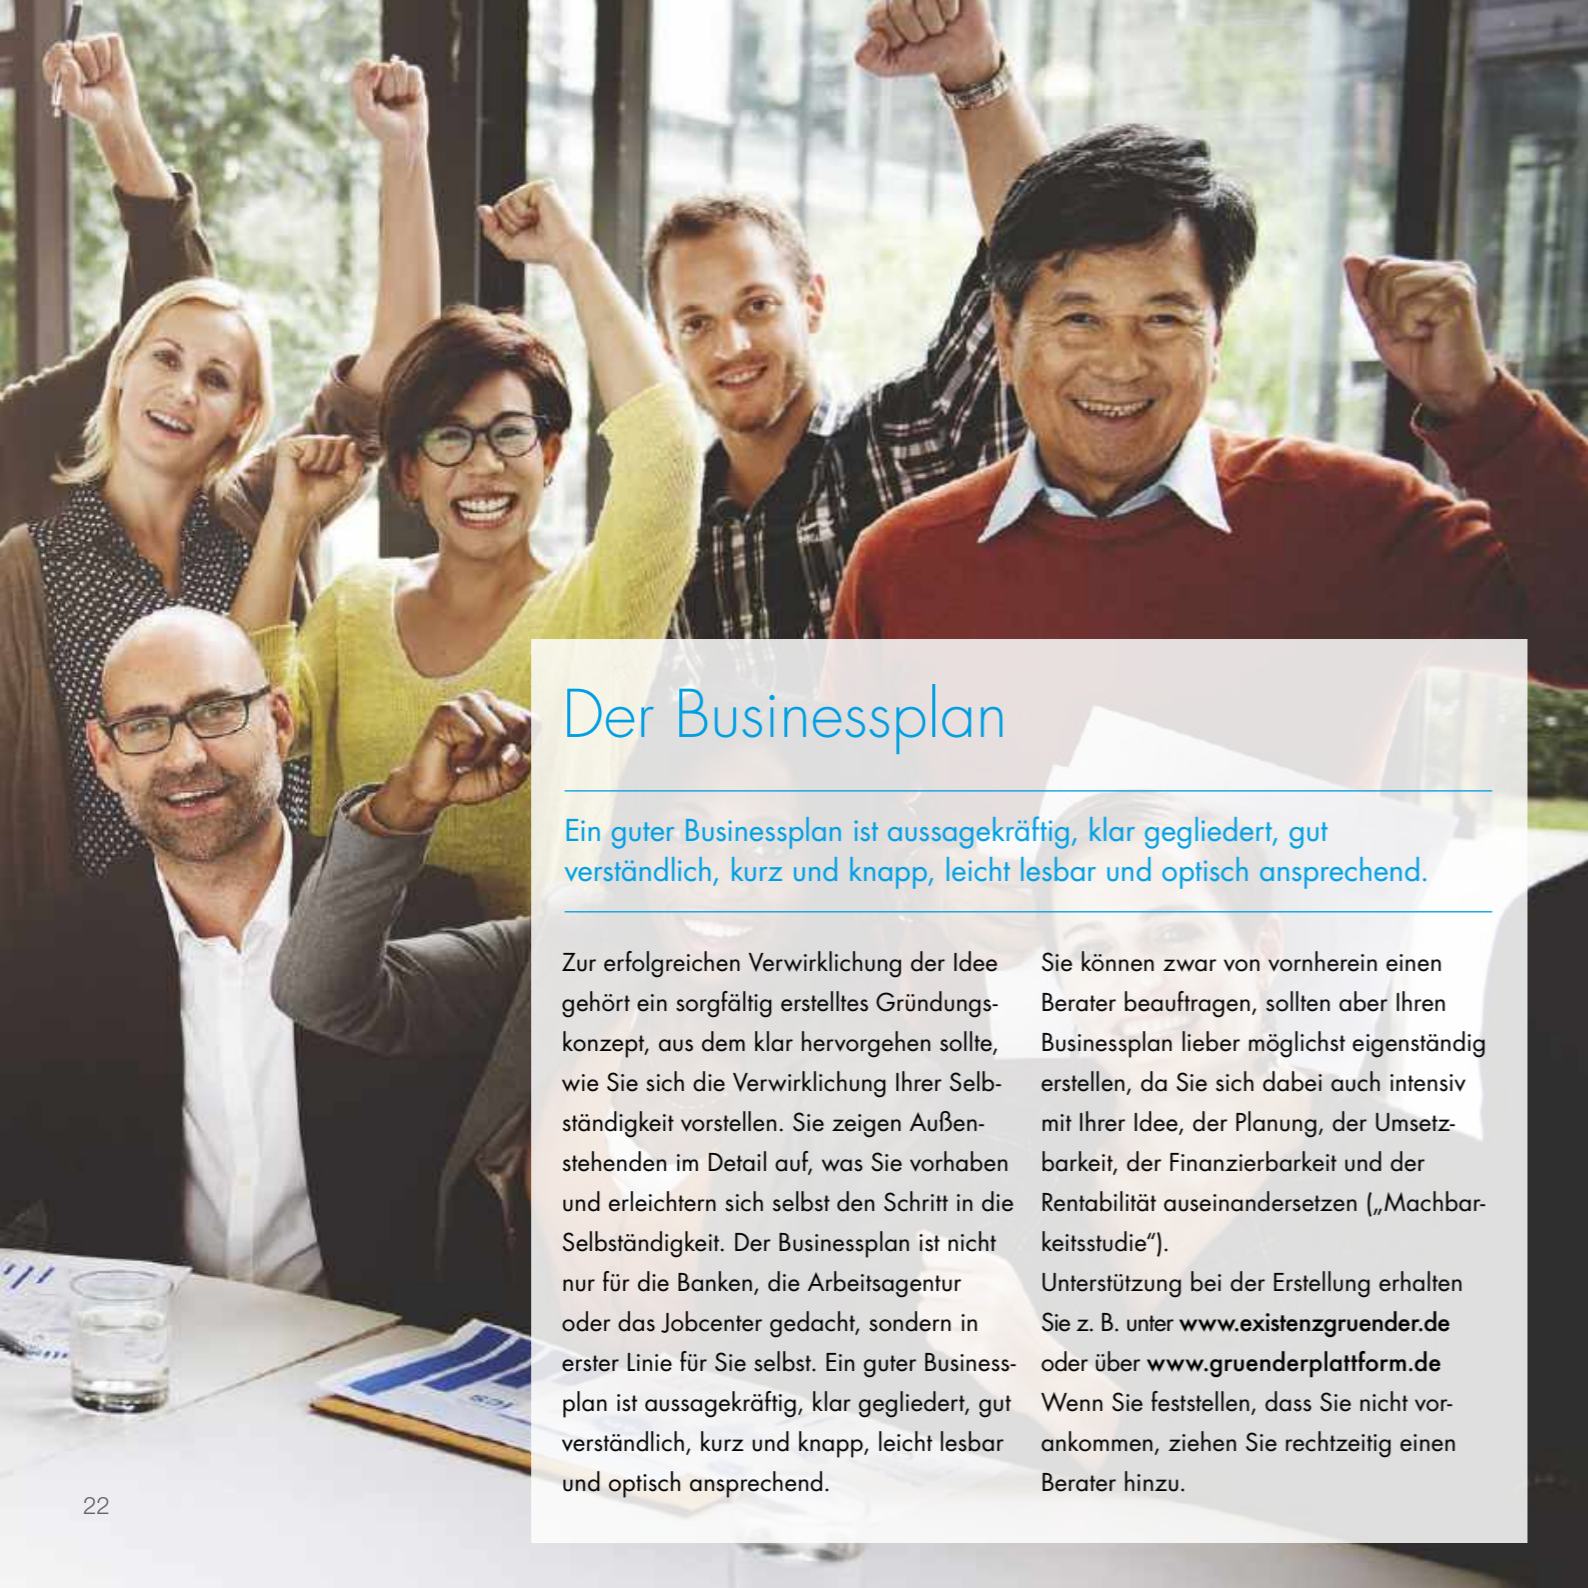 Der Businessplan
Ein guter Businessplan ist aussagekräftig, klar gegliedert, gut
verständlich, kurz und knapp, leicht lesbar und optisch ansprechend.
Zur erfolgreichen Verwirklichung der Idee
gehört ein sorgfältig erstelltes Gründungs-
konzept, aus dem klar hervorgehen sollte,
wie Sie sich die Verwirklichung Ihrer Selb-
ständigkeit vorstellen. Sie zeigen Außen-
stehenden im Detail auf, was Sie vorhaben
und erleichtern sich selbst den Schritt in die
Selbständigkeit. Der Businessplan ist nicht
nur für die Banken, die Arbeitsagentur
oder das Jobcenter gedacht, sondern in
erster Linie für Sie selbst. Ein guter Business-
plan ist aussagekräftig, klar gegliedert, gut
verständlich, kurz und knapp, leicht lesbar
und optisch ansprechend.
Sie können zwar von vornherein einen
Berater beauftragen, sollten aber Ihren
Businessplan lieber möglichst eigenständig
erstellen, da Sie sich dabei auch intensiv
mit Ihrer Idee, der Planung, der Umsetz-
barkeit, der Finanzierbarkeit und der
Rentabilität auseinandersetzen („Machbar-
keitsstudie“).
Unterstützung bei der Erstellung erhalten
Sie z. B. unter www.existenzgruender.de
oder über www.gruenderplattform.de
Wenn Sie feststellen, dass Sie nicht vor-
ankommen, ziehen Sie rechtzeitig einen
Berater hinzu.
22